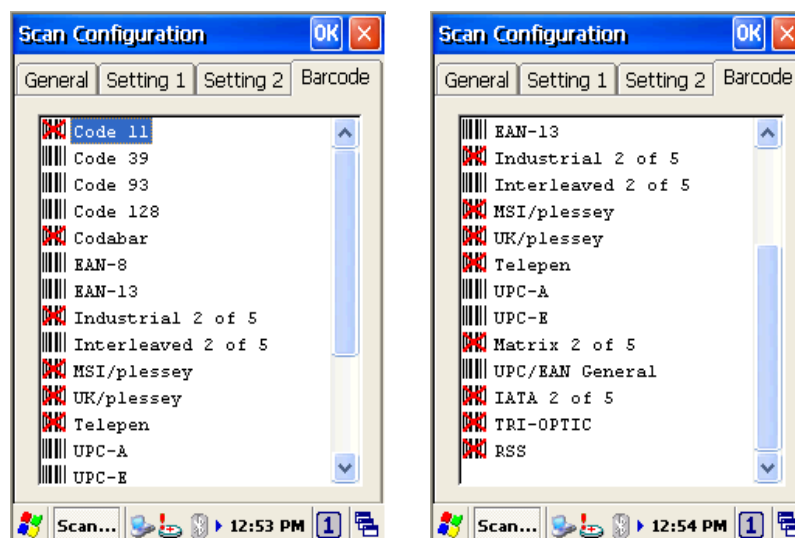 Scan Configuration OK
General Setting 1 Setting 2 Barcode
Code 11
Code 39
Code 93
Code 128
Codabar
EAN-8
EAN-13
Industrial 2 of 5
Interleaved 2 of 5
MSI/plessey
UK/plessey
Telepen
UPC-A
UPC-E
Scan... 12:53 PM 1
Scan Configuration OK
General Setting 1 Setting 2 Barcode
EAN-13
Industrial 2 of 5
Interleaved 2 of 5
MSI/plessey
UK/plessey
Telepen
UPC-A
UPC-E
Matrix 2 of 5
UPC/EAN General
IATA 2 of 5
TRI-OPTIC
RSS
Scan... 12:54 PM 1